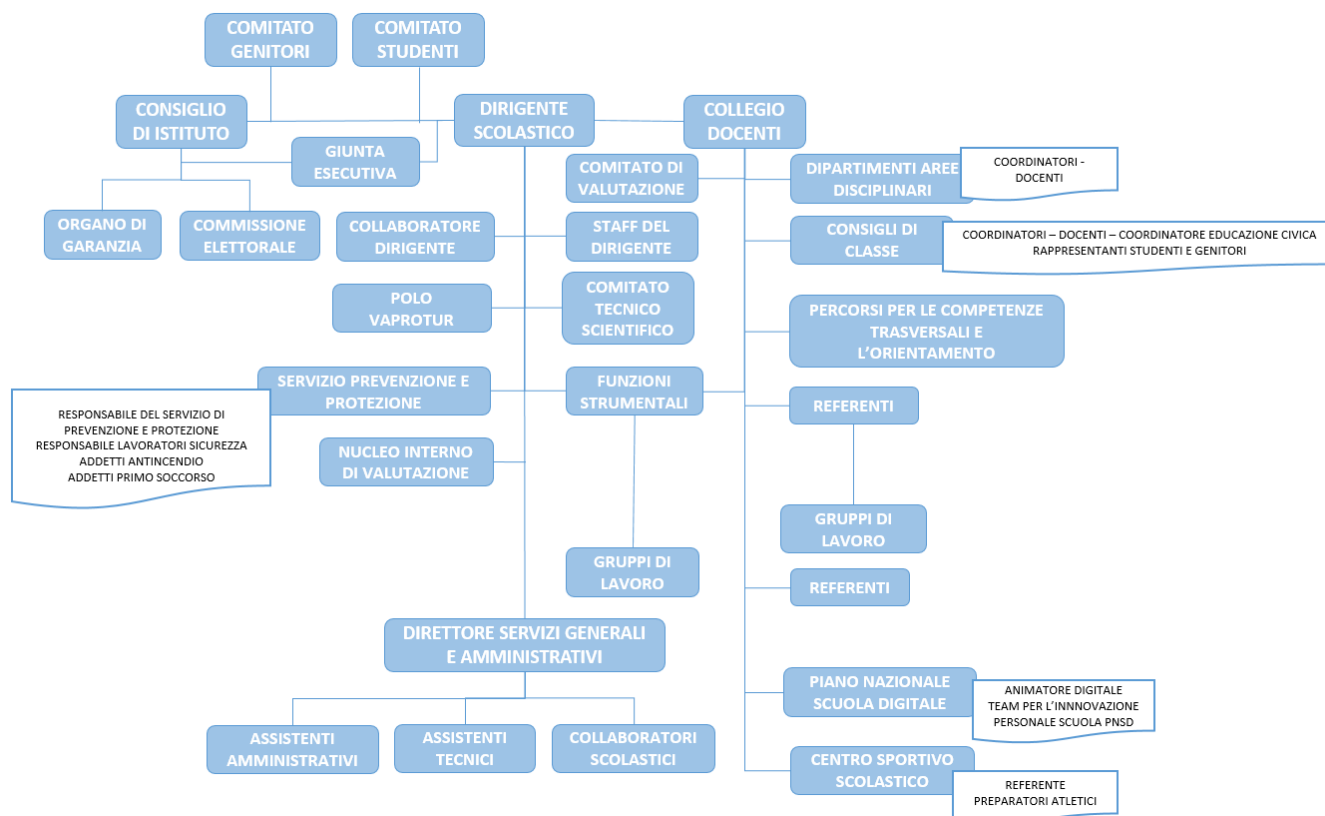 COMITATO
GENITORI
COMITATO
STUDENTI
CONSIGLIO
DI ISTITUTO
DIRIGENTE
SCOLASTICO
COLLEGIO
DOCENTI
GIUNTA
ESECUTIVA
COMITATO DI
VALUTAZIONE
DIPARTIMENTI AREE
DISCIPLINARI
COORDINATORI -
DOCENTI
ORGANO DI
GARANZIA
COMMISSIONE
ELETTORALE
COLLABORATORE
DIRIGENTE
STAFF DEL
DIRIGENTE
CONSIGLI DI
CLASSE
COORDINATORI – DOCENTI – COORDINATORE EDUCAZIONE CIVICA
RAPPRESENTANTI STUDENTI E GENITORI
POLO
VAPROTUR
COMITATO
TECNICO
SCIENTIFICO
PERCORSI PER LE COMPETENZE
TRASVERSALI E
L'ORIENTAMENTO
SERVIZIO PREVENZIONE E
PROTEZIONE
FUNZIONI
STRUMENTALI
REFERENTI
RESPONSABILE DEL SERVIZIO DI
PREVENZIONE E PROTEZIONE
RESPONSABILE LAVORATORI SICUREZZA
ADDETTI ANTINCENDIO
ADDETTI PRIMO SOCCORSO
NUCLEO INTERNO
DI VALUTAZIONE
GRUPPI DI
LAVORO
GRUPPI DI
LAVORO
REFERENTI
DIRETTORE SERVIZI GENERALI
E AMMINISTRATIVI
PIANO NAZIONALE
SCUOLA DIGITALE
ANIMATORE DIGITALE
TEAM PER L'INNNOVAZIONE
PERSONALE SCUOLA PNSD
ASSISTENTI
AMMINISTRATIVI
ASSISTENTI
TECNICI
COLLABORATORI
SCOLASTICI
CENTRO SPORTIVO
SCOLASTICO
REFERENTE
PREPARATORI ATLETICI